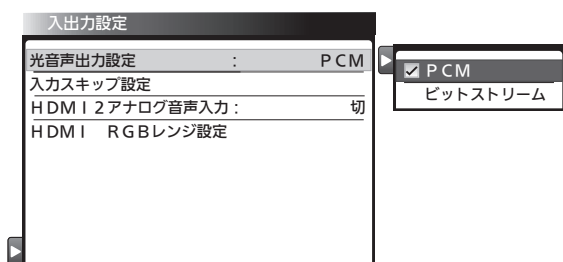 入出力設定
光音声出力設定 : PCM
入力スキップ設定
HDMI2アナログ音声入力: 切
HDMI RGBレンジ設定
PCM
ビットストリーム